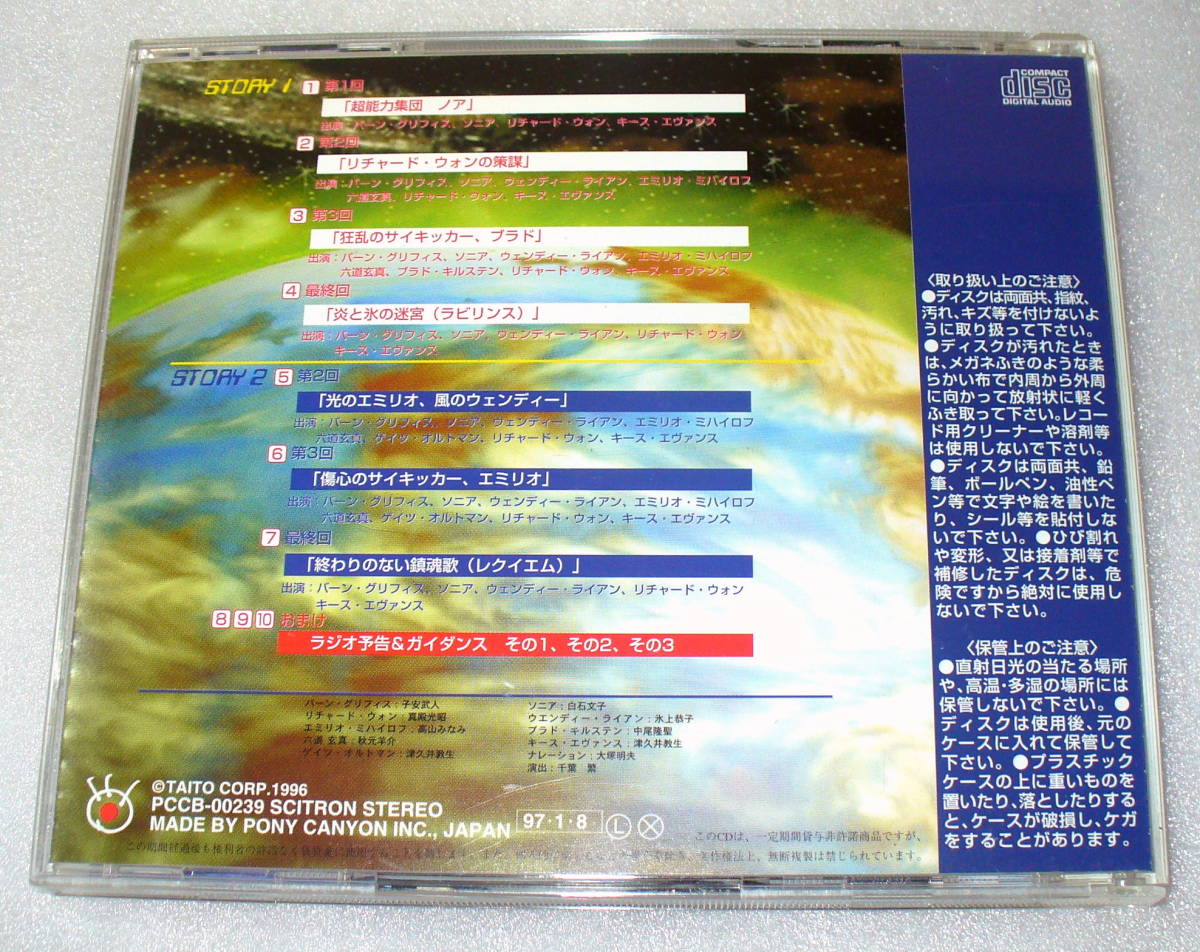 STORY 1 1 第1回
「超能力集団 ノア」
出演：バーン・グリフィス、ソニア リチャード・ウォン、キース・エヴァンス
2 第2回
「リチャード・ウォンの策謀」
出演：バーン・グリフィス、ソニア、ウェンディー・ライアン、エミリオ・ミハイロフ
六道玄真、リチャード・ウォン、キース・エヴァンス
3 第3回
「狂乱のサイキッカー、ブラド」
出演：バーン・グリフィス、ソニア、ウェンディー・ライアン、エミリオ・ミハイロフ
六道玄真、ブラド・キルステン、リチャード・ウォン、キース・エヴァンス
4 最終回
「炎と氷の迷宮（ラビリンス）」
出演：バーン・グリフィス、ソニア、ウェンディー・ライアン、リチャード・ウォン
キース・エヴァンス
STORY 2 5 第2回
「光のエミリオ、風のウェンディー」
出演：バーン・グリフィス、ソニア、ウェンディー・ライアン、エミリオ・ミハイロフ
六道玄真、ゲイツ・オルトマン、リチャード・ウォン、キース・エヴァンス
6 第3回
「傷心のサイキッカー、エミリオ」
出演：バーン・グリフィス、ソニア、ウェンディー・ライアン、エミリオ・ミハイロフ
六道玄真、ゲイツ・オルトマン、リチャード・ウォン、キース・エヴァンス
7 最終回
「終わりのない鎮魂歌（レクイエム）」
出演：バーン・グリフィス、ソニア、ウェンディー・ライアン、リチャード・ウォン
キース・エヴァンス
8 9 10 おまけ
ラジオ予告＆ガイダンス その1、その2、その3
バーン・グリフィス：子安武人
リチャード・ウォン：真殿光昭
エミリオ・ミハイロフ：高山みなみ
六道 玄真：秋元羊介
ゲイツ・オルトマン：津久井教生
ソニア：白石文子
ウエンディー・ライアン：氷上恭子
ブラド・キルステン：中尾隆聖
キース・エヴァンス：津久井教生
ナレーション：大塚明夫
演出：千葉 繁
©TAITO CORP.1996
PCCB-00239 SCITRON STEREO
MADE BY PONY CANYON INC., JAPAN 97・1・8 L X
このCDは、一定期間貸与非許諾商品ですが、
この期間経過後も権利者の許諾なく賃貸業に使用することを禁じます。また、無断複製は禁じられています。
COMPACT
disc
DIGITAL AUDIO
〈取り扱い上のご注意〉
●ディスクは両面共、指紋、
汚れ、キズ等を付けないよ
うに取り扱って下さい。
●ディスクが汚れたとき
は、メガネふきのような柔
らかい布で内周から外周
に向かって放射状に軽く
ふき取って下さい。レコー
ド用クリーナーや溶剤等
は使用しないで下さい。
●ディスクは両面共、鉛
筆、ボールペン、油性ペ
ン等で文字や絵を書いた
り、シール等を貼付しな
いで下さい。●ひび割れ
や変形、又は接着剤等で
補修したディスクは、危
険ですから絶対に使用し
ないで下さい。
〈保管上のご注意〉
●直射日光の当たる場所
や、高温・多湿の場所には
保管しないで下さい。●
ディスクは使用後、元の
ケースに入れて保管して
下さい。●プラスチック
ケースの上に重いものを
置いたり、落としたりする
と、ケースが破損し、ケガ
をすることがあります。